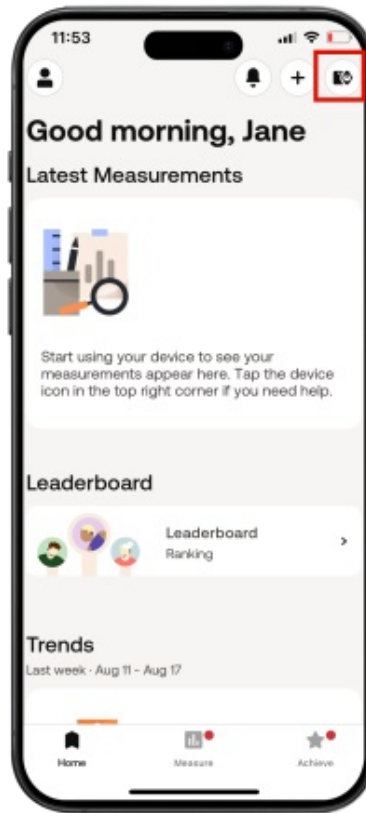 11:53
Good morning, Jane
Latest Measurements
Start using your device to see your
measurements appear here. Tap the device
icon in the top right corner if you need help.
Leaderboard
Leaderboard
Ranking
Trends
Last week · Aug 11 – Aug 17
Home
Measure
Achieve